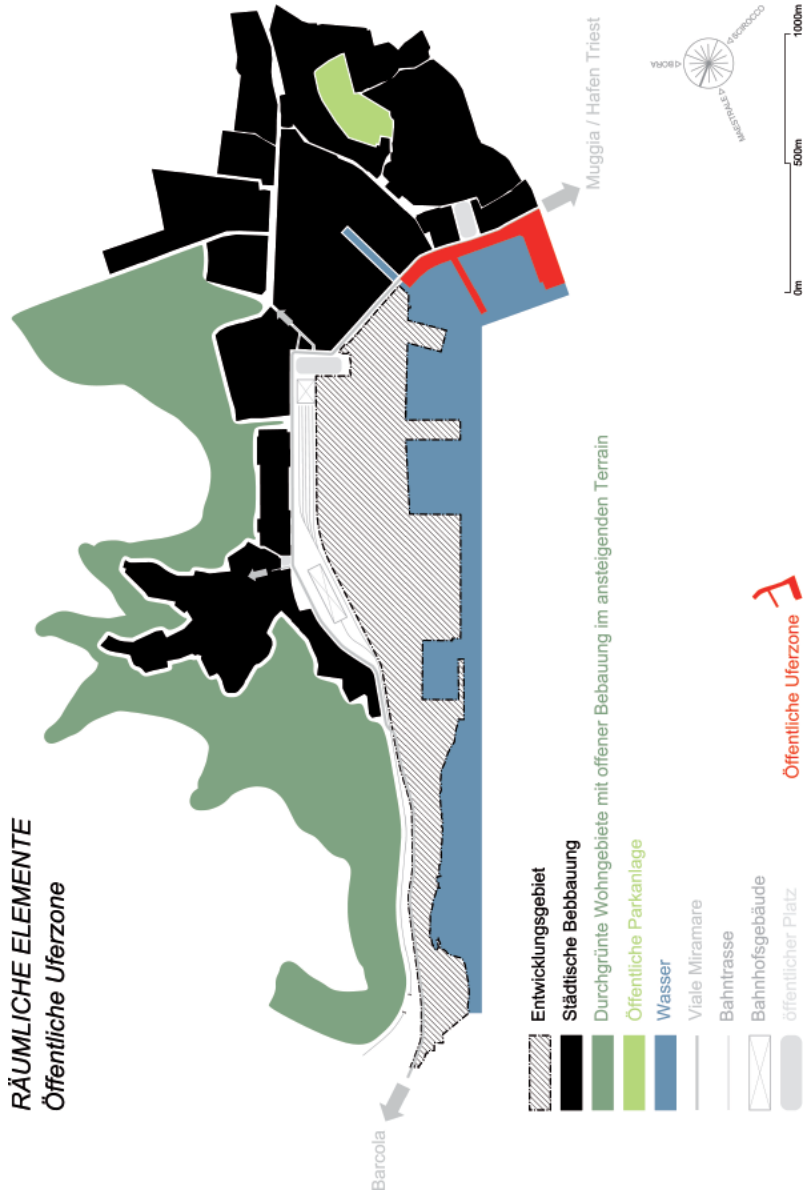 RÄUMLICHE ELEMENTE
Öffentliche Uferzone
Barcola
Muggia / Hafen Triest
BORA
SCIROCCO
MAESTRALE
0m
500m
1000m
Entwicklungsgebiet
Städtische Bebbauung
Durchgrünte Wohngebiete mit offener Bebauung im ansteigenden Terrain
Öffentliche Parkanlage
Wasser
Viale Miramare
Bahntrasse
Bahnhofsgebäude
öffentlicher Platz
Öffentliche Uferzone